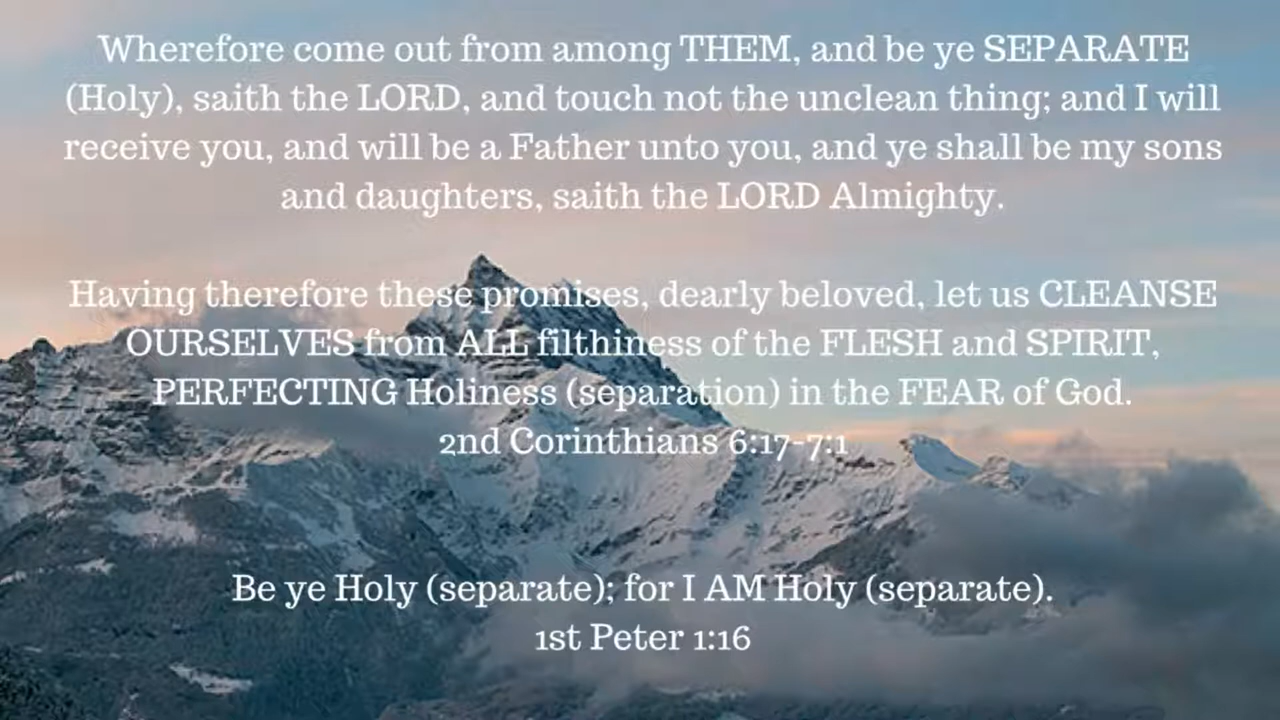 Wherefore come out from among THEM, and be ye SEPARATE
(Holy), saith the LORD, and touch not the unclean thing; and I will
receive you, and will be a Father unto you, and ye shall be my sons
and daughters, saith the LORD Almighty.
Having therefore these promises, dearly beloved, let us CLEANSE
OURSELVES from ALL filthiness of the FLESH and SPIRIT,
PERFECTING Holiness (separation) in the FEAR of God.
2nd Corinthians 6:17-7:1
Be ye Holy (separate); for I AM Holy (separate).
1st Peter 1:16